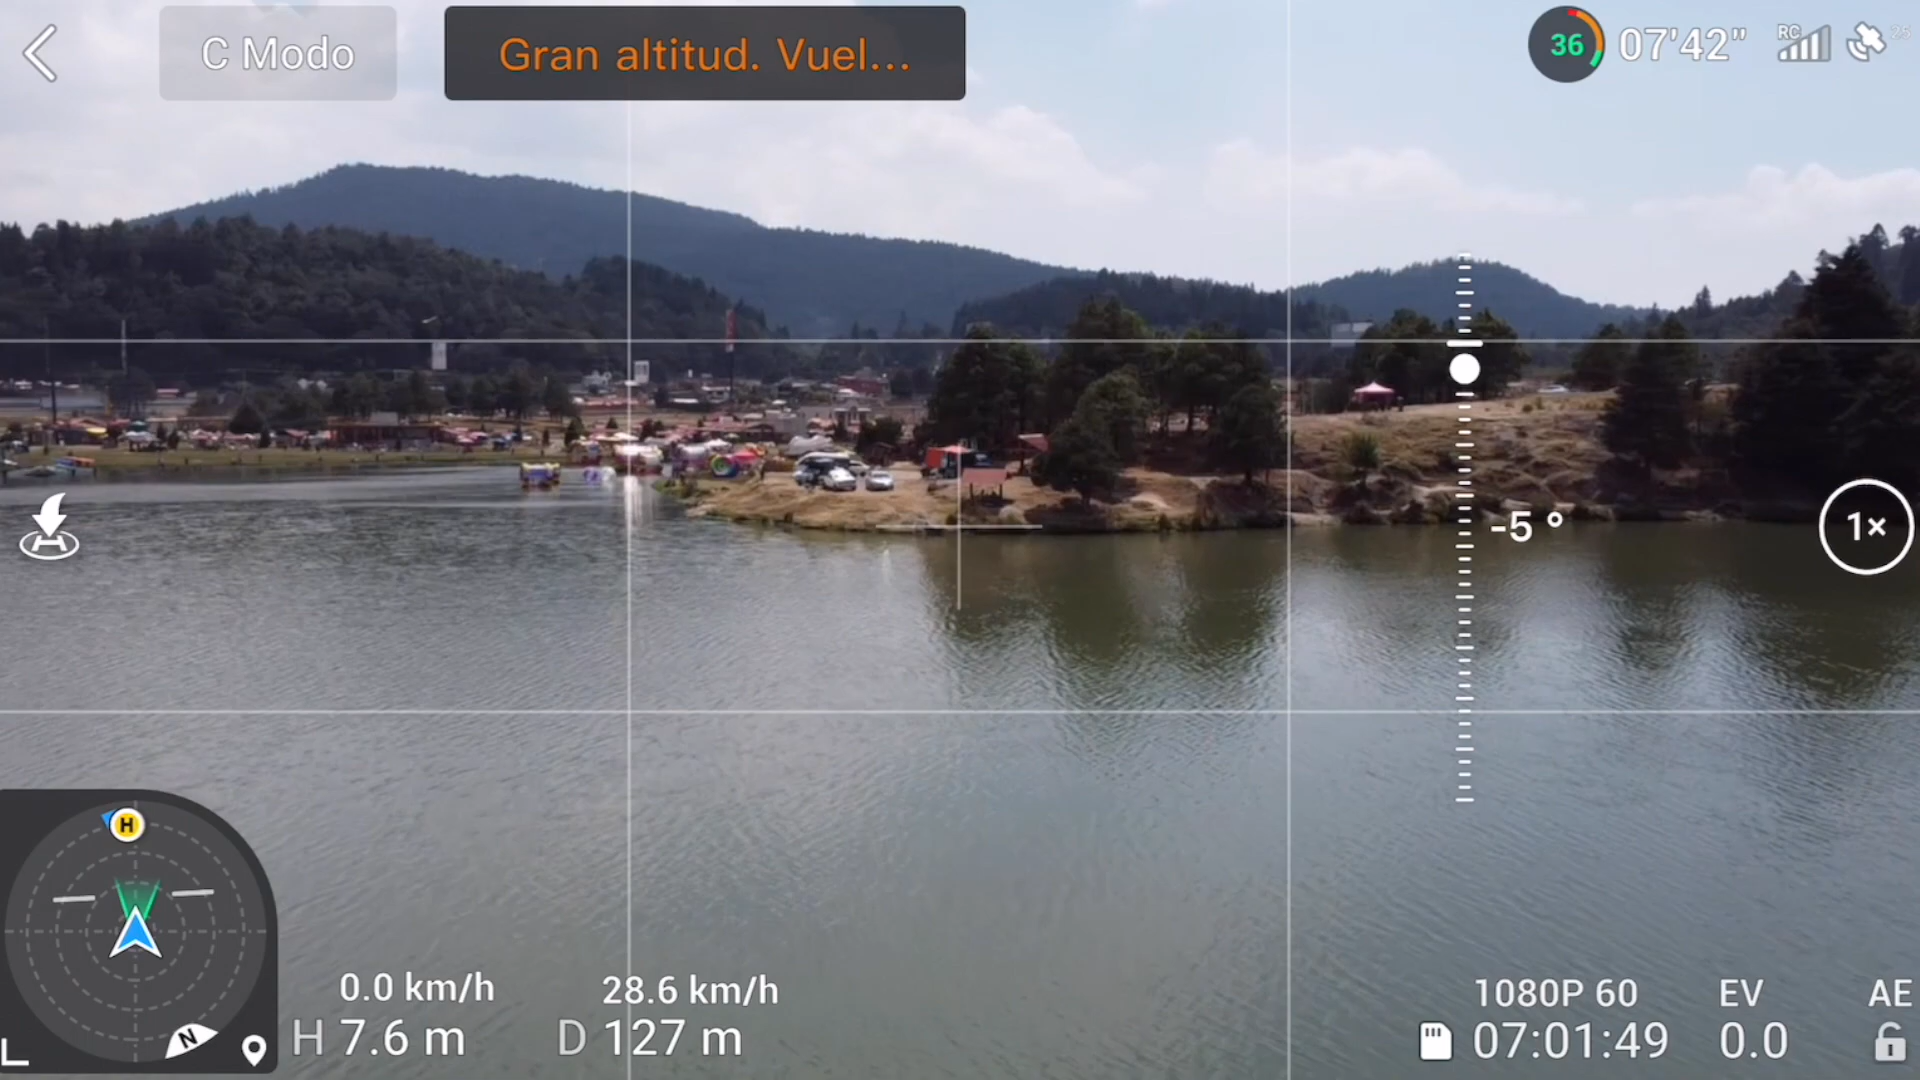 C Modo
Gran altitud. Vuel...
36
07'42"
RC
25
-5 °
1×
H
N
0.0 km/h
28.6 km/h
H 7.6 m
D 127 m
1080P 60
07:01:49
EV
0.0
AE